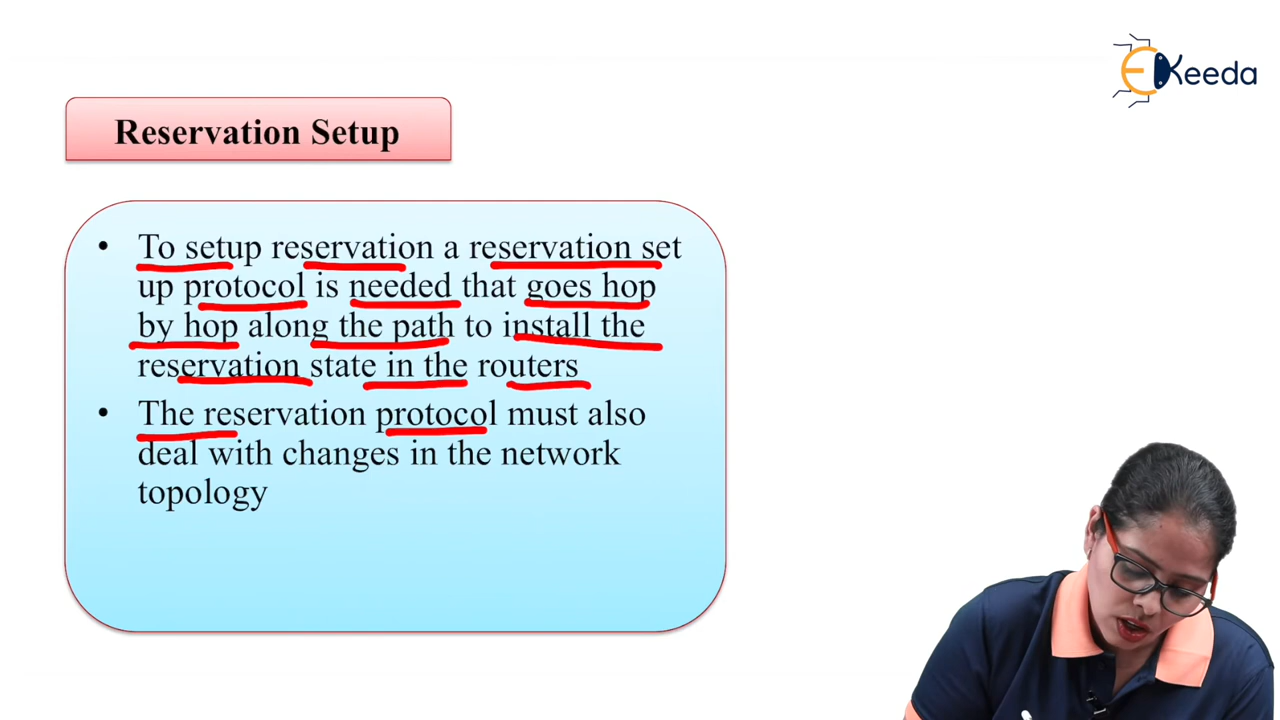 EKeeda
Reservation Setup
• To setup reservation a reservation set
up protocol is needed that goes hop
by hop along the path to install the
reservation state in the routers
• The reservation protocol must also
deal with changes in the network
topology